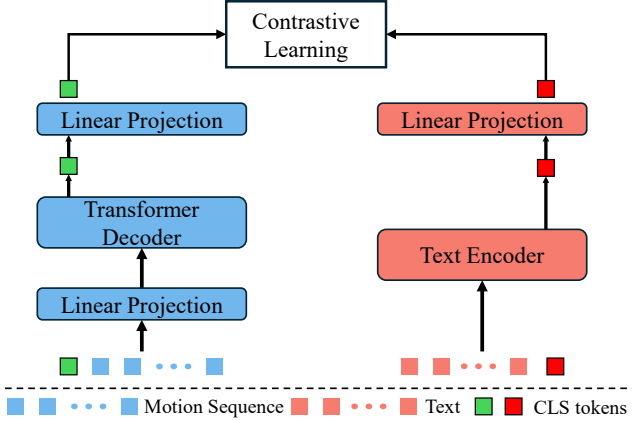 Contrastive
Learning
Linear Projection
Linear Projection
Transformer
Decoder
Text Encoder
Linear Projection
Motion Sequence
Text
CLS tokens